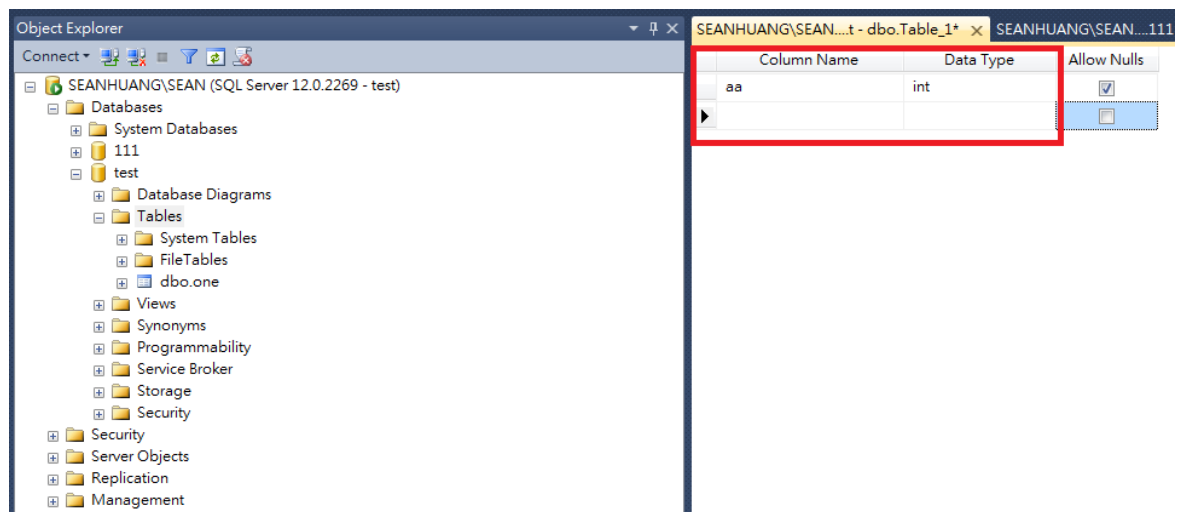 Object Explorer
Connect
SEANHUANG\SEAN (SQL Server 12.0.2269 - test)
Databases
System Databases
111
test
Database Diagrams
Tables
System Tables
FileTables
dbo.one
Views
Synonyms
Programmability
Service Broker
Storage
Security
Security
Server Objects
Replication
Management
SEANHUANG\SEAN....t - dbo.Table_1* SEANHUANG\SEAN....111
Column Name Data Type Allow Nulls
aa int